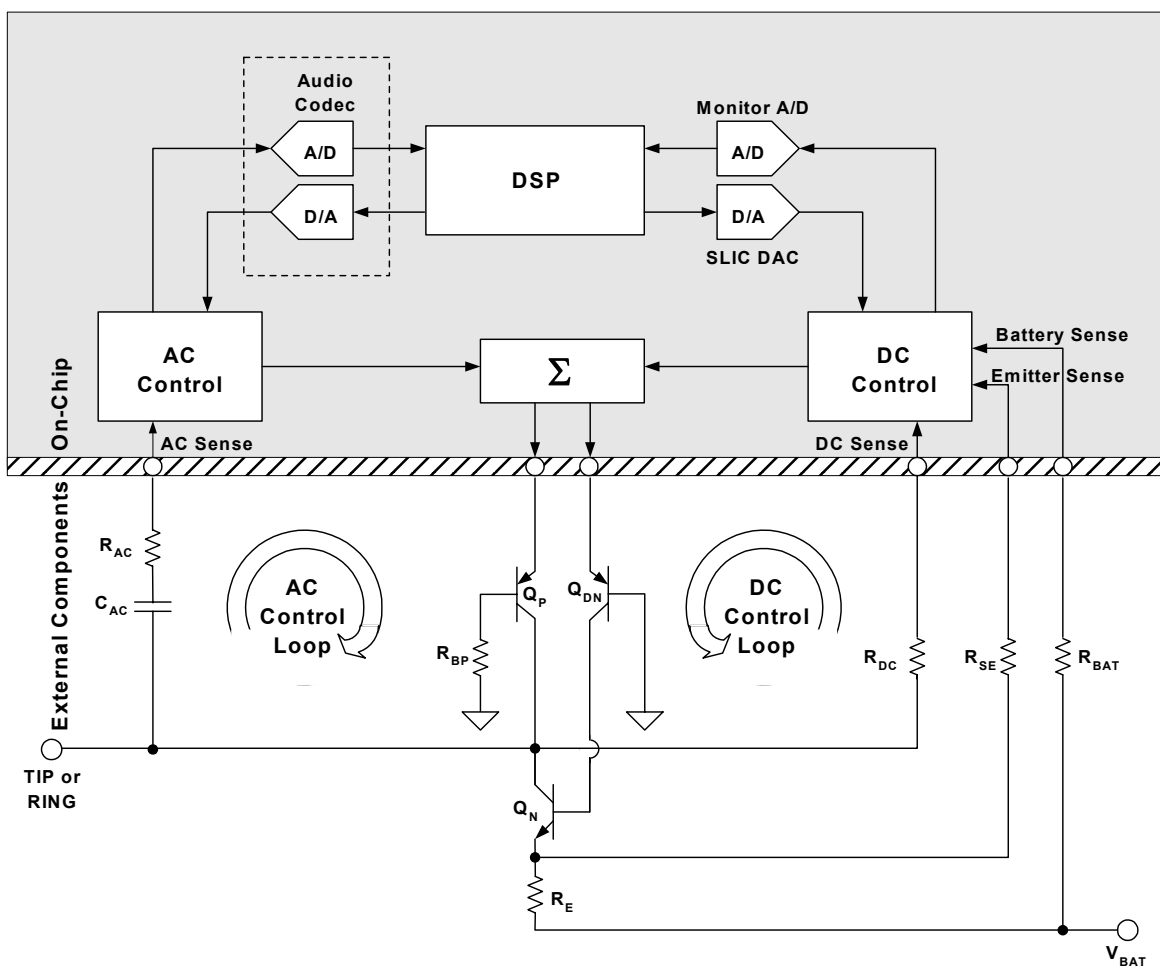 Audio
Codec
Monitor A/D
A/D
DSP
A/D
D/A
D/A
SLIC DAC
AC
Control
Σ
DC
Control
Battery Sense
Emitter Sense
AC Sense
DC Sense
On-Chip
External Components
R_AC
C_AC
AC
Control
Loop
Q_P
Q_DN
DC
Control
Loop
R_BP
R_DC
R_SE
R_BAT
TIP or
RING
Q_N
R_E
V_BAT